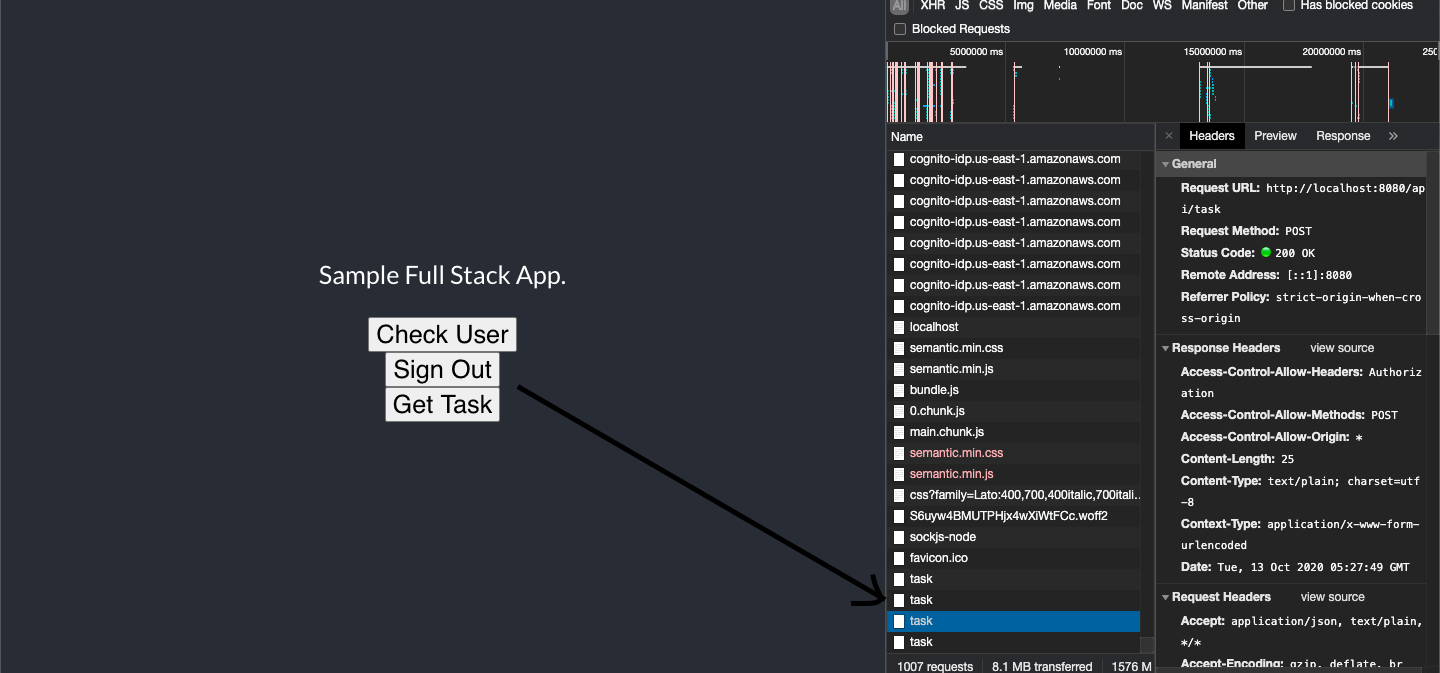 Sample Full Stack App.
Check User
Sign Out
Get Task
All XHR JS CSS Img Media Font Doc WS Manifest Other Has blocked cookies
Blocked Requests
5000000 ms 10000000 ms 15000000 ms 20000000 ms 250
Name
cognito-idp.us-east-1.amazonaws.com
cognito-idp.us-east-1.amazonaws.com
cognito-idp.us-east-1.amazonaws.com
cognito-idp.us-east-1.amazonaws.com
cognito-idp.us-east-1.amazonaws.com
cognito-idp.us-east-1.amazonaws.com
cognito-idp.us-east-1.amazonaws.com
cognito-idp.us-east-1.amazonaws.com
localhost
semantic.min.css
semantic.min.js
bundle.js
0.chunk.js
main.chunk.js
semantic.min.css
semantic.min.js
css?family=Lato:400,700,400italic,700itali...
S6uyw4BMUTPHjx4wXiWtFCc.woff2
sockjs-node
favicon.ico
task
task
task
task
1007 requests 8.1 MB transferred 1576 M
× Headers Preview Response »
General
Request URL: http://localhost:8080/ap
i/task
Request Method: POST
Status Code: 200 OK
Remote Address: [::1]:8080
Referrer Policy: strict-origin-when-cro
ss-origin
Response Headers view source
Access-Control-Allow-Headers: Authoriz
ation
Access-Control-Allow-Methods: POST
Access-Control-Allow-Origin: *
Content-Length: 25
Content-Type: text/plain; charset=utf
-8
Context-Type: application/x-www-form-
urlencoded
Date: Tue, 13 Oct 2020 05:27:49 GMT
Request Headers view source
Accept: application/json, text/plain,
*/*
Accept-Encoding: gzip, deflate, br